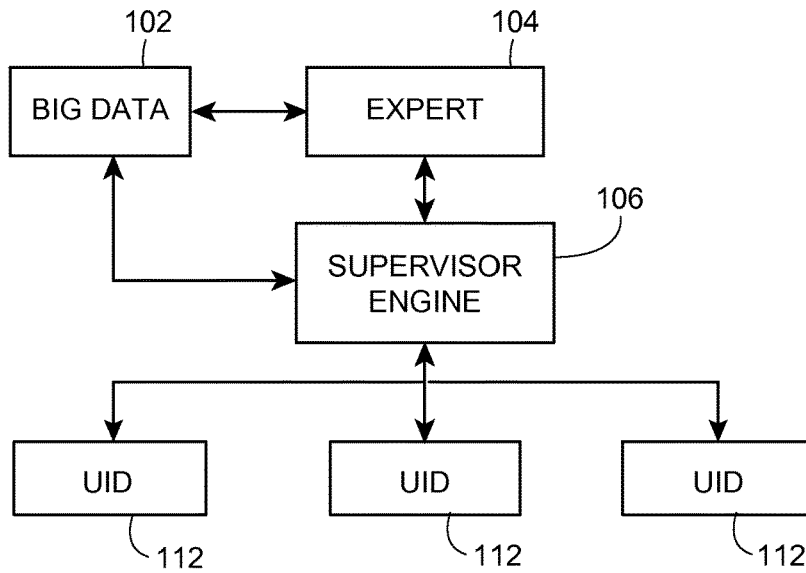 102
104
BIG DATA
EXPERT
106
SUPERVISOR
ENGINE
UID
UID
UID
112
112
112